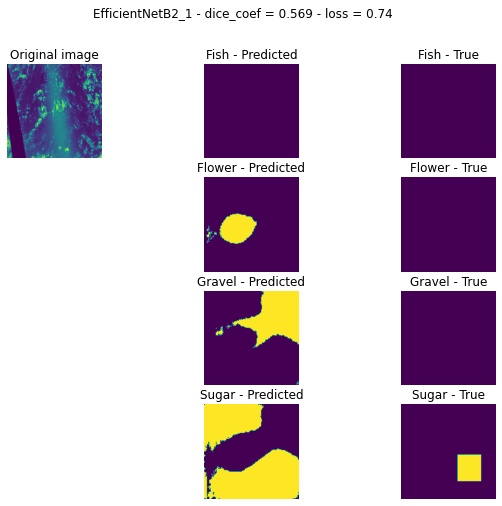 EfficientNetB2_1 - dice_coef = 0.569 - loss = 0.74
Original image
Fish - Predicted
Fish - True
Flower - Predicted
Flower - True
Gravel - Predicted
Gravel - True
Sugar - Predicted
Sugar - True